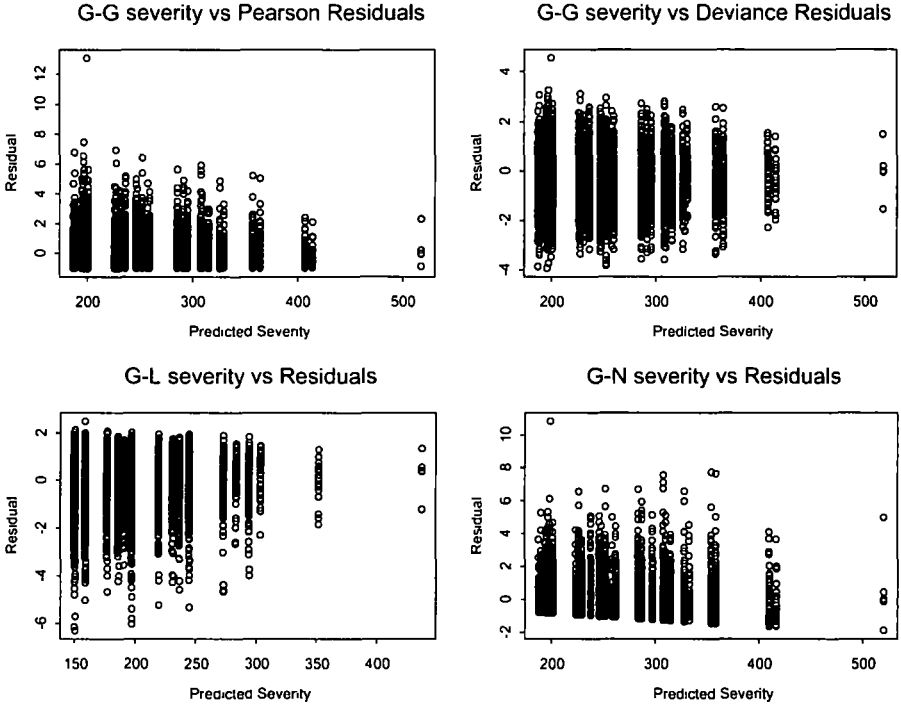 G-G severity vs Pearson Residuals
G-G severity vs Deviance Residuals
Residual
0 2 4 6 8 10 12
200 300 400 500
Predicted Severity
Residual
-4 -2 0 2 4
200 300 400 500
Predicted Severity
G-L severity vs Residuals
G-N severity vs Residuals
Residual
-6 -4 -2 0 2
150 200 250 300 350 400
Predicted Severity
Residual
-2 0 2 4 6 8 10
200 300 400 500
Predicted Severity